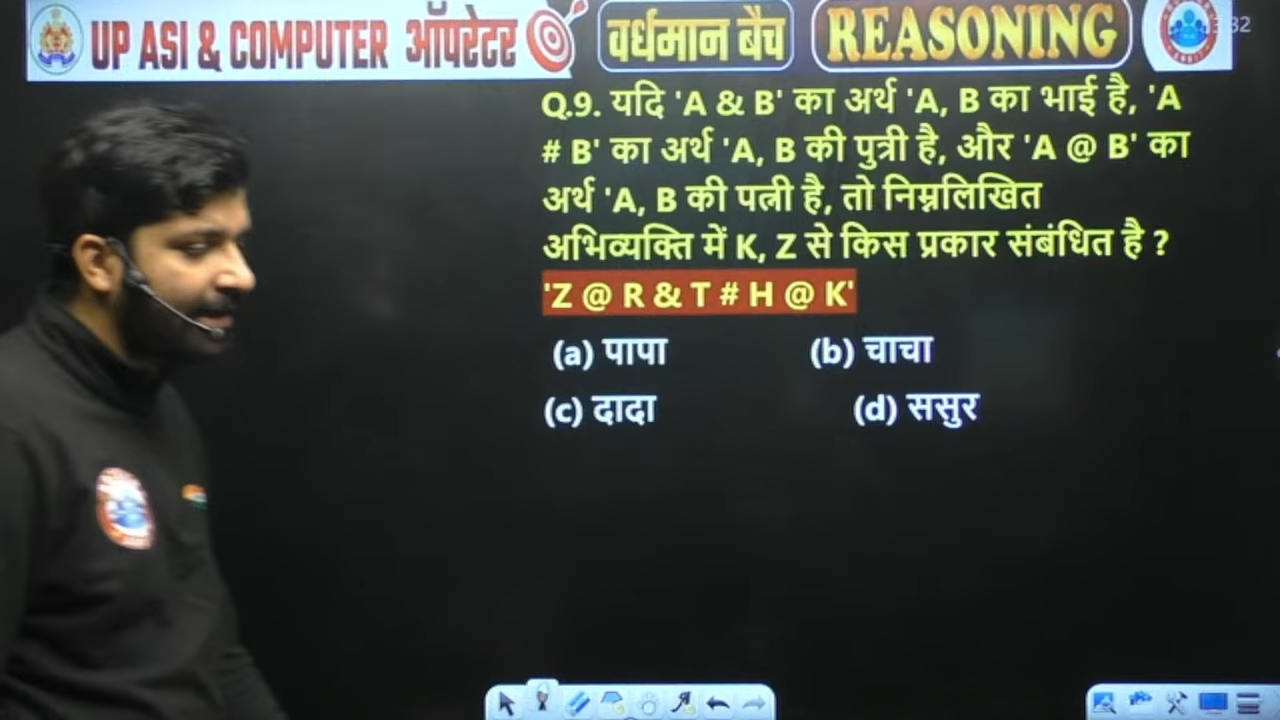 UP ASI & COMPUTER ऑपरेटर
वर्धमान बैच
REASONING
Q.9. यदि 'A & B' का अर्थ 'A, B का भाई है, 'A
# B' का अर्थ 'A, B की पुत्री है, और 'A @ B' का
अर्थ 'A, B की पत्नी है, तो निम्नलिखित
अभिव्यक्ति में K, Z से किस प्रकार संबंधित है ?
'Z @ R & T # H @ K'
(a) पापा (b) चाचा
(c) दादा (d) ससुर